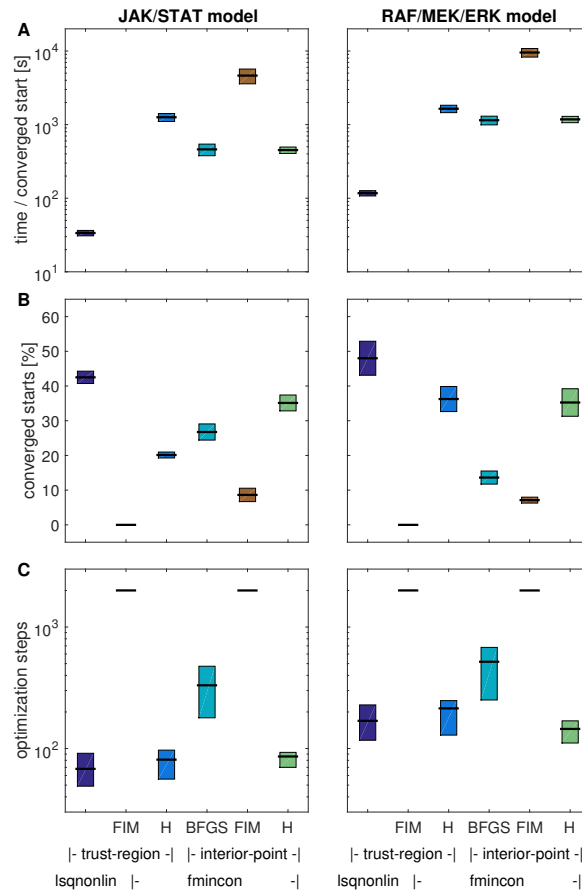 JAK/STAT model RAF/MEK/ERK model
A
time / converged start [s]
10^4
10^3
10^2
10^1
B
converged starts [%]
60
50
40
30
20
10
0
C
optimization steps
10^3
10^2
FIM H BFGS FIM H FIM H BFGS FIM H
|- trust-region -| |- interior-point -| |- trust-region -| |- interior-point -|
lsqnonlin |- fmincon -| lsqnonlin |- fmincon -|